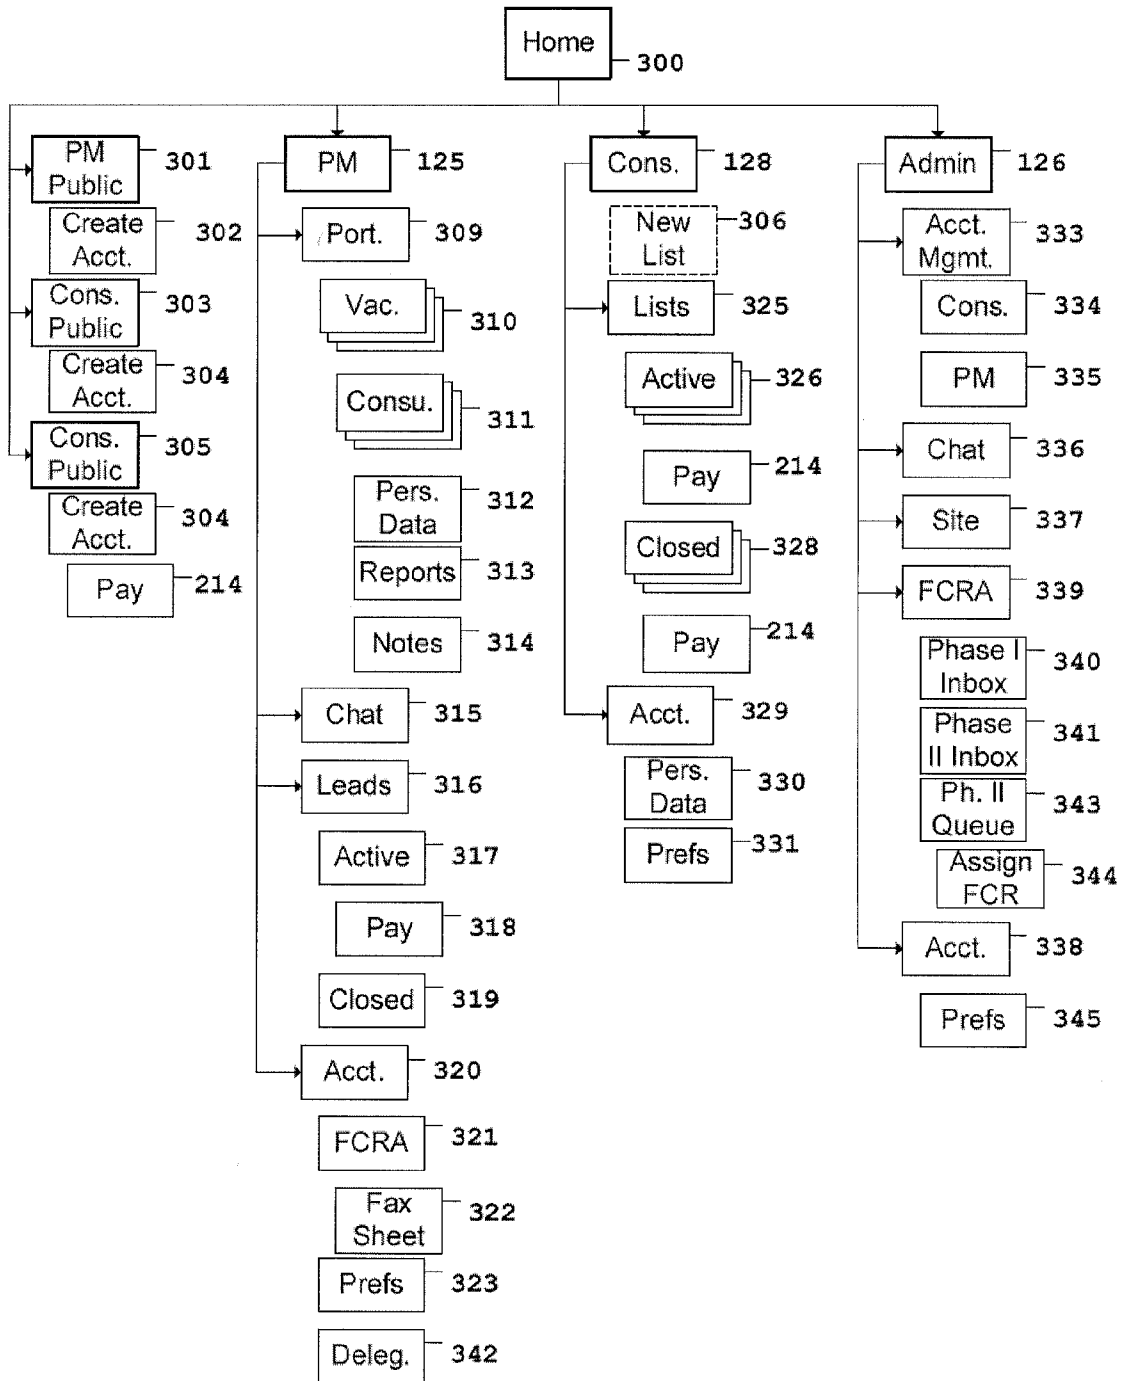 Home
300
PM
Public
301
Create
Acct.
302
Cons.
Public
303
Create
Acct.
304
Cons.
Public
305
Create
Acct.
304
Pay
214
PM
125
Port.
309
Vac.
310
Consu.
311
Pers.
Data
312
Reports
313
Notes
314
Chat
315
Leads
316
Active
317
Pay
318
Closed
319
Acct.
320
FCRA
321
Fax
Sheet
322
Prefs
323
Deleg.
342
Cons.
128
New
List
306
Lists
325
Active
326
Pay
214
Closed
328
Pay
214
Acct.
329
Pers.
Data
330
Prefs
331
Admin
126
Acct.
Mgmt.
333
Cons.
334
PM
335
Chat
336
Site
337
FCRA
339
Phase I
Inbox
340
Phase
II Inbox
341
Ph. II
Queue
343
Assign
FCR
344
Acct.
338
Prefs
345